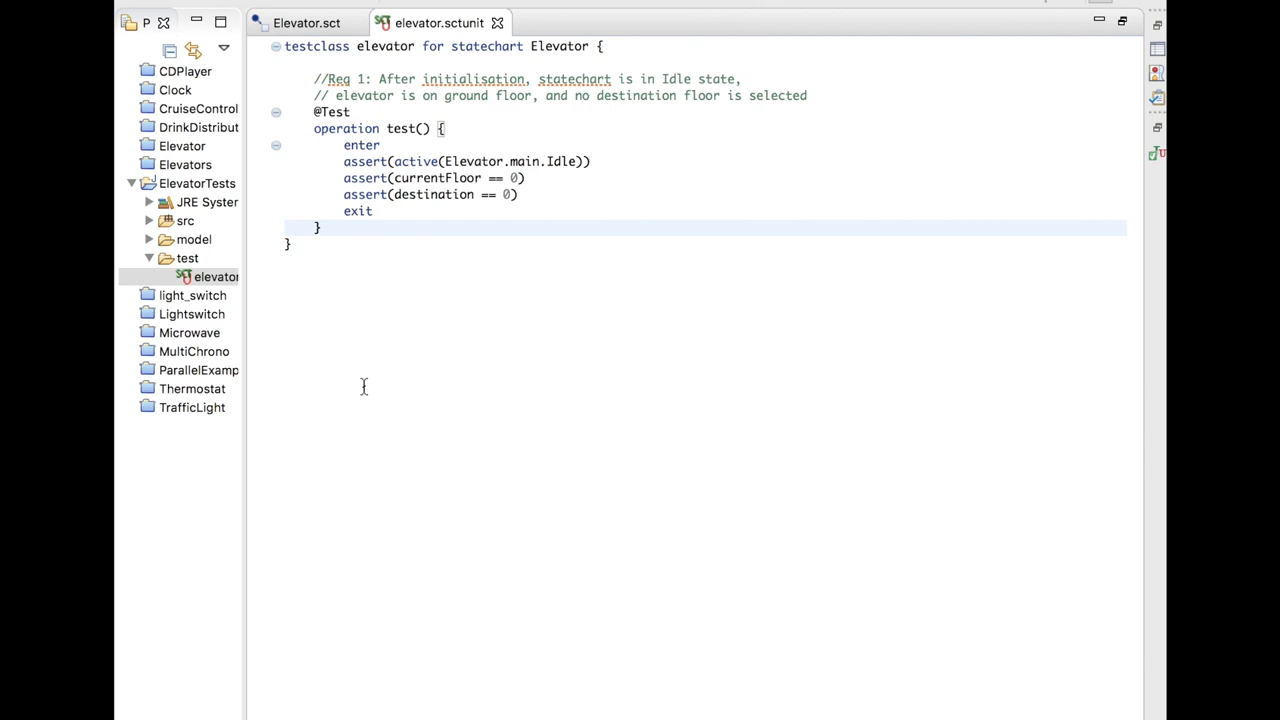 P
Elevator.sct
elevator.sctunit
CDPlayer
Clock
CruiseControl
DrinkDistribut
Elevator
Elevators
ElevatorTests
JRE Syster
src
model
test
elevator
light_switch
Lightswitch
Microwave
MultiChrono
ParallelExamp
Thermostat
TrafficLight
testclass elevator for statechart Elevator {
//Req 1: After initialisation, statechart is in Idle state,
// elevator is on ground floor, and no destination floor is selected
@Test
operation test() {
enter
assert(active(Elevator.main.Idle))
assert(currentFloor == 0)
assert(destination == 0)
exit
}
}